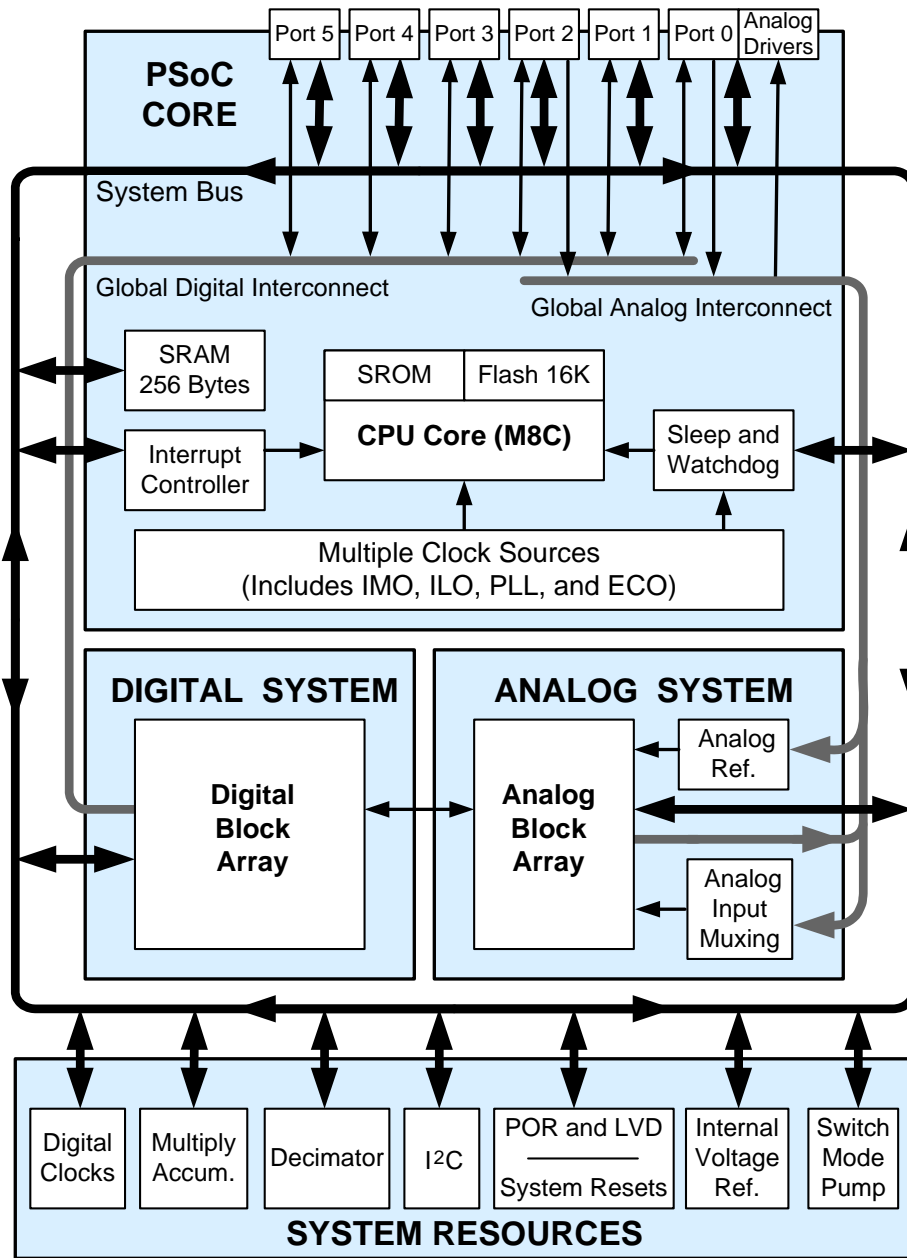 Port 5
Port 4
Port 3
Port 2
Port 1
Port 0
Analog
Drivers
PSoC
CORE
System Bus
Global Digital Interconnect
Global Analog Interconnect
SRAM
256 Bytes
SROM
Flash 16K
CPU Core (M8C)
Interrupt
Controller
Sleep and
Watchdog
Multiple Clock Sources
(Includes IMO, ILO, PLL, and ECO)
DIGITAL SYSTEM
Digital
Block
Array
ANALOG SYSTEM
Analog
Block
Array
Analog
Ref.
Analog
Input
Muxing
Digital
Clocks
Multiply
Accum.
Decimator
I²C
POR and LVD
System Resets
Internal
Voltage
Ref.
Switch
Mode
Pump
SYSTEM RESOURCES